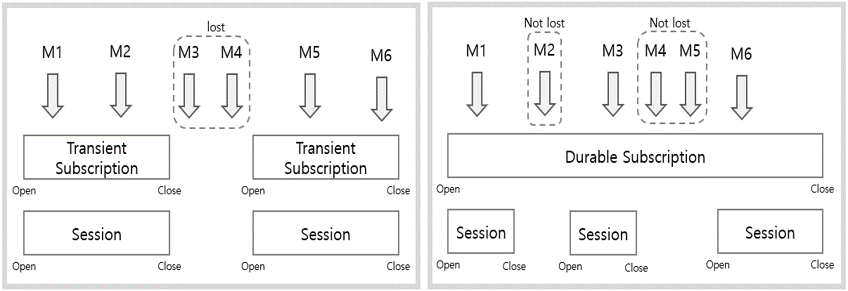 lost
M1 M2 M3 M4 M5 M6
Transient
Subscription
Transient
Subscription
Open Close Open Close
Session Session
Open Close Open Close
Not lost Not lost
M1 M2 M3 M4 M5 M6
Durable Subscription
Open Close
Session Session Session
Open Close Open Close Open Close